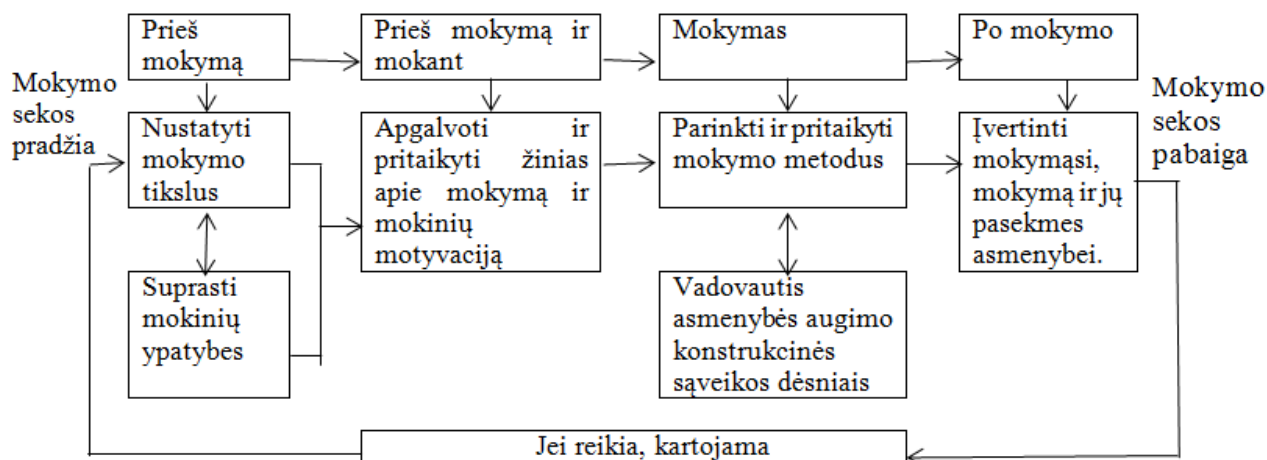 Prieš
mokymą
Prieš mokymą ir
mokant
Mokymas
Po mokymo
Mokymo
sekos
pradžia
Nustatyti
mokymo
tikslus
Apgalvoti ir
pritaikyti žinias
apie mokymą ir
mokinių
motyvaciją
Parinkti ir pritaikyti
mokymo metodus
Įvertinti
mokymąsi,
mokymą ir jų
pasekmes
asmenybei.
Mokymo
sekos
pabaiga
Suprasti
mokinių
ypatybes
Vadovautis
asmenybės augimo
konstrukcinės
sąveikos dėsniais
Jei reikia, kartojama